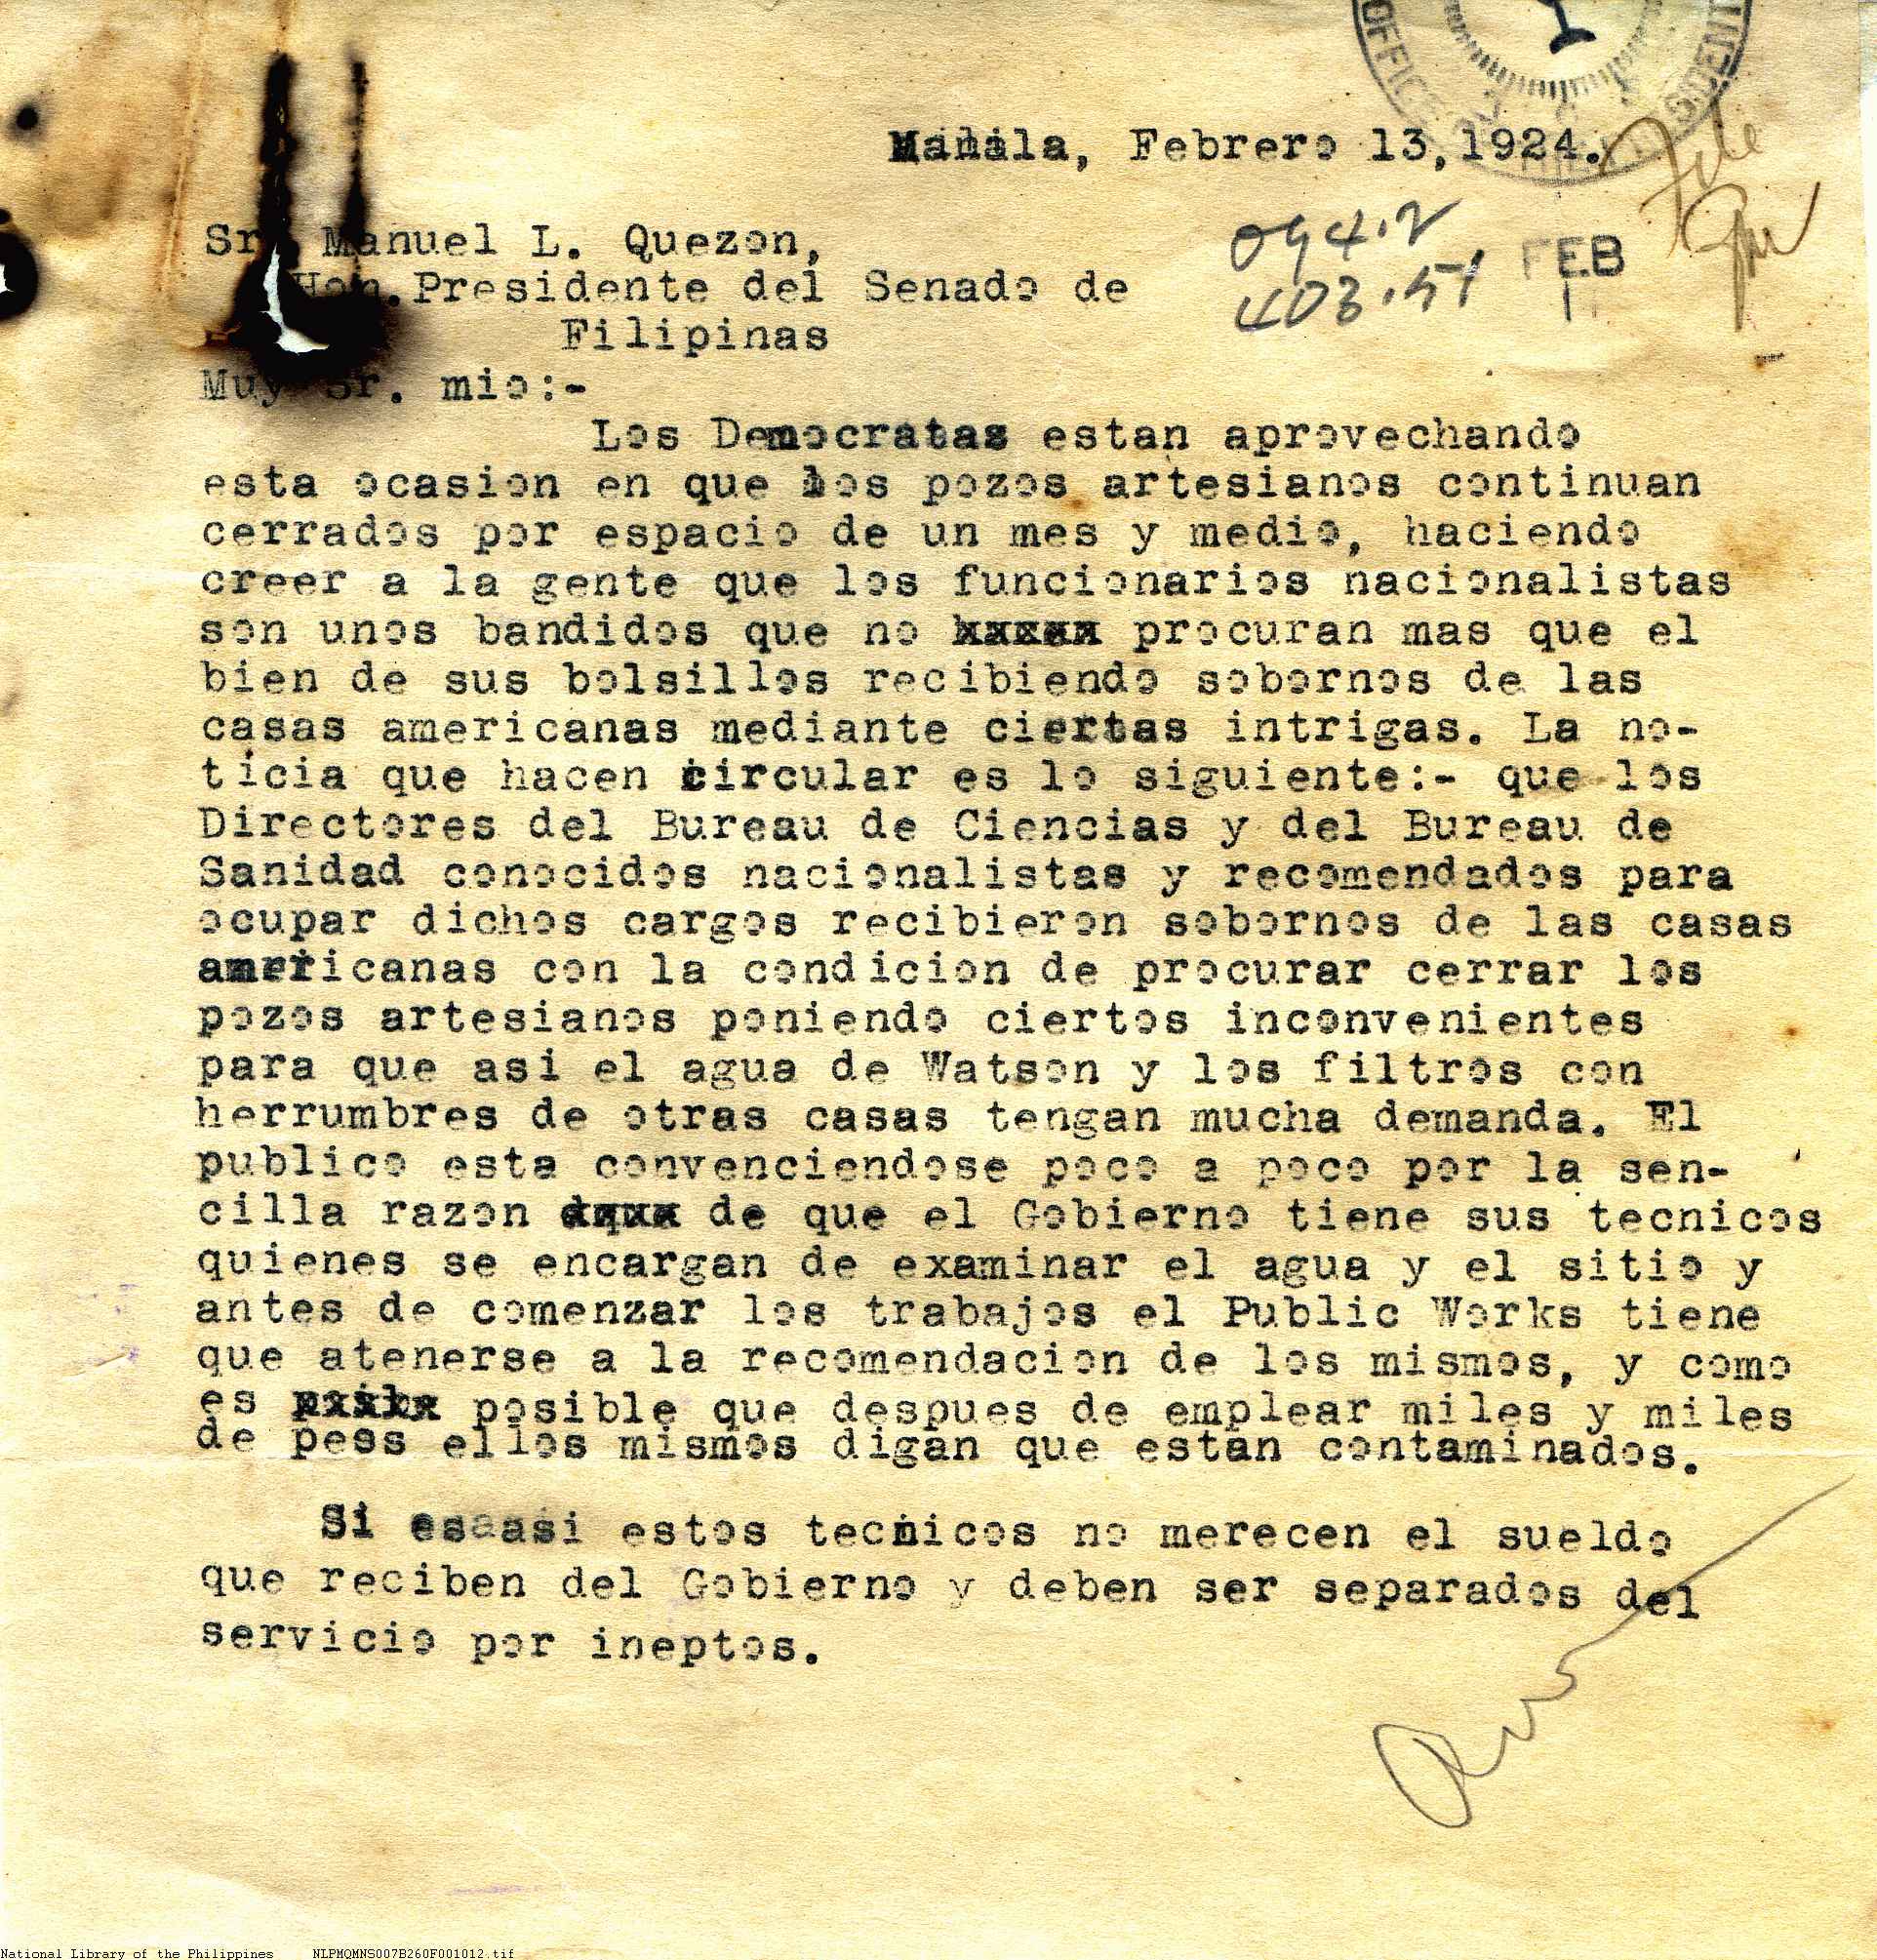 OFFICE
Manila, Febrero 13, 1924.
File
094.2
403.51
FEB
Sr. Manuel L. Quezon,
Hon. Presidente del Senado de
Filipinas
Muy Sr. mio:-
Los Democratas estan aprovechando
esta ocasion en que los pozos artesianos continuan
cerrados por espacio de un mes y medio, haciendo
creer a la gente que los funcionarios nacionalistas
son unos bandidos que no procuran mas que el
bien de sus bolsillos recibiendo sobornos de las
casas americanas mediante ciertas intrigas. La no-
ticia que hacen circular es lo siguiente:- que los
Directores del Bureau de Ciencias y del Bureau de
Sanidad conocidos nacionalistas y recomendados para
ocupar dichos cargos recibieron sobornos de las casas
americanas con la condicion de procurar cerrar los
pozos artesianos poniendo ciertos inconvenientes
para que asi el agua de Watson y los filtros con
herrumbres de otras casas tengan mucha demanda. El
publico esta convenciendose poco a poco por la sen-
cilla razon de que el Gobierno tiene sus tecnicos
quienes se encargan de examinar el agua y el sitio y
antes de comenzar los trabajos el Public Works tiene
que atenerse a la recomendacion de los mismos, y como
es posible que despues de emplear miles y miles
de pess ellos mismos digan que estan contaminados.
Si es asi estos tecnicos no merecen el sueldo
que reciben del Gobierno y deben ser separados del
servicio por ineptos.
National Library of the Philippines NLPMQMNS007B260F001012.tif